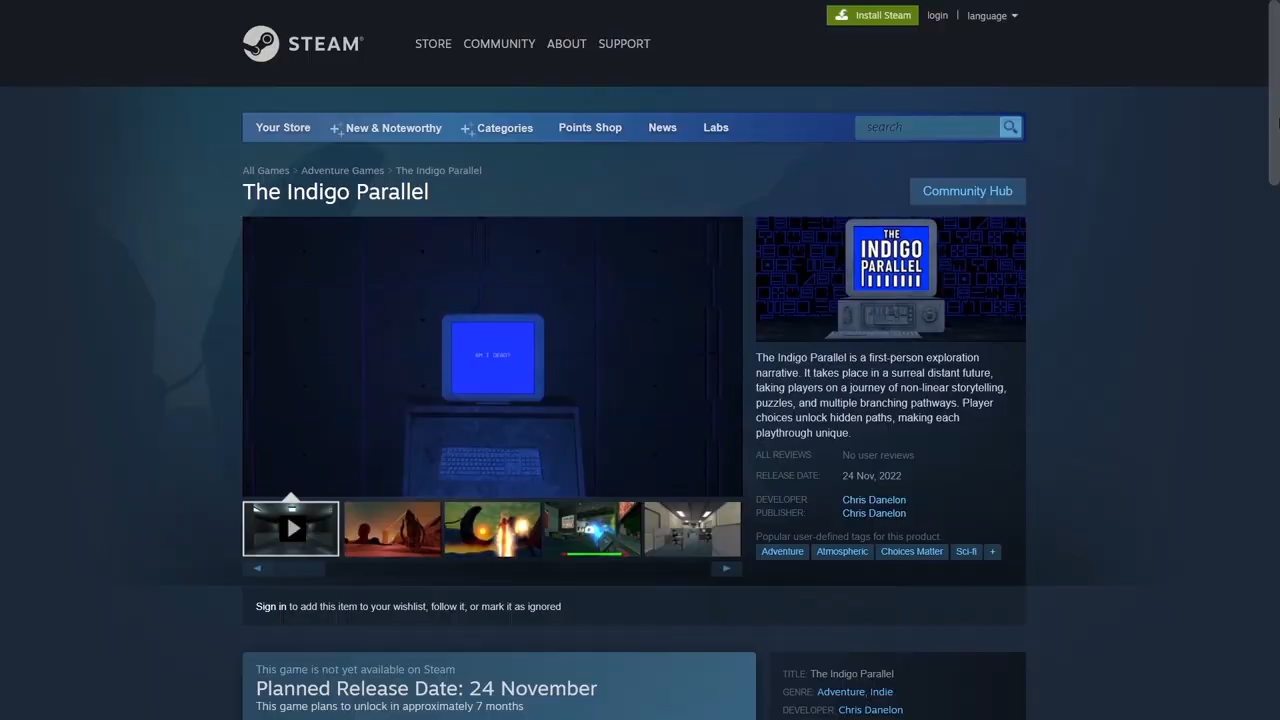 Install Steam
login
language
STEAM
STORE COMMUNITY ABOUT SUPPORT
Your Store
New & Noteworthy
Categories
Points Shop
News
Labs
search
All Games > Adventure Games > The Indigo Parallel
The Indigo Parallel
Community Hub
AM I DEAD?
THE
INDIGO
PARALLEL
The Indigo Parallel is a first-person exploration
narrative. It takes place in a surreal distant future,
taking players on a journey of non-linear storytelling,
puzzles, and multiple branching pathways. Player
choices unlock hidden paths, making each
playthrough unique.
ALL REVIEWS No user reviews
RELEASE DATE: 24 Nov, 2022
DEVELOPER: Chris Danelon
PUBLISHER: Chris Danelon
Popular user-defined tags for this product:
Adventure Atmospheric Choices Matter Sci-fi +
Sign in to add this item to your wishlist, follow it, or mark it as ignored
This game is not yet available on Steam
Planned Release Date: 24 November
This game plans to unlock in approximately 7 months
TITLE: The Indigo Parallel
GENRE: Adventure, Indie
DEVELOPER: Chris Danelon